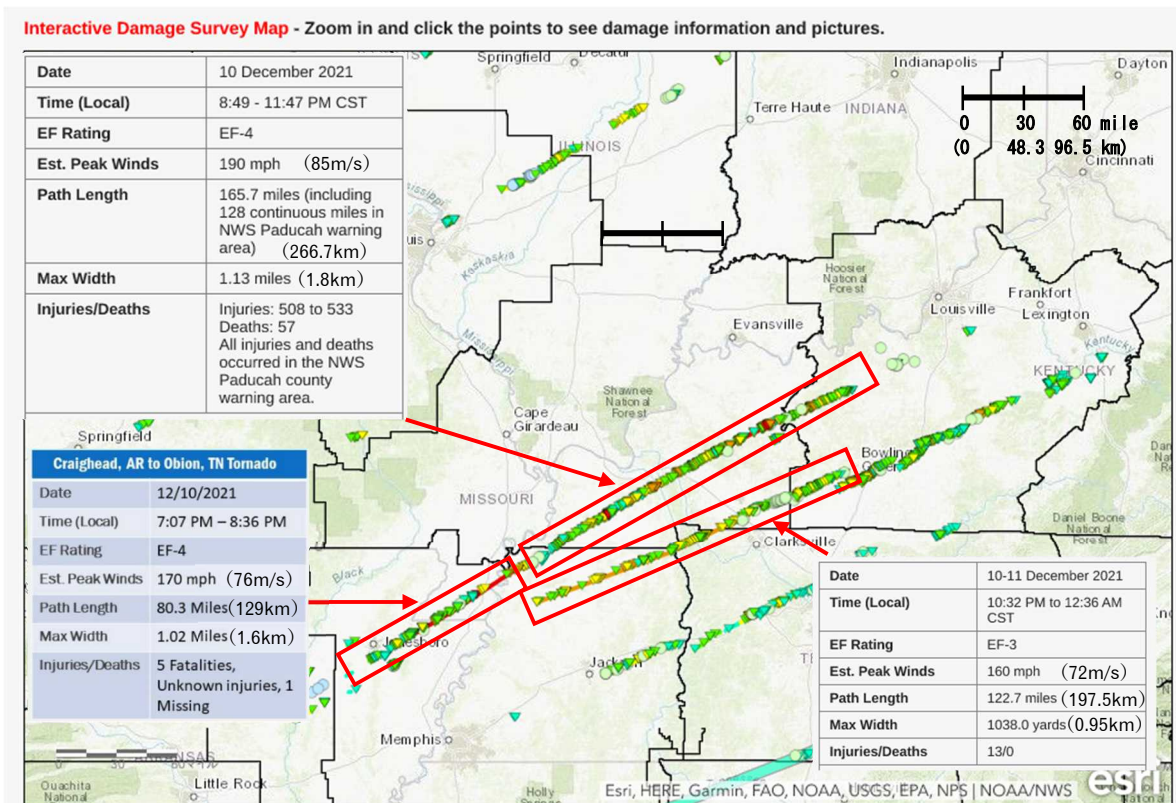 Interactive Damage Survey Map - Zoom in and click the points to see damage information and pictures.
Date 10 December 2021
Time (Local) 8:49 - 11:47 PM CST
EF Rating EF-4
Est. Peak Winds 190 mph (85m/s)
Path Length 165.7 miles (including
128 continuous miles in
NWS Paducah warning
area) (266.7km)
Max Width 1.13 miles (1.8km)
Injuries/Deaths Injuries: 508 to 533
Deaths: 57
All injuries and deaths
occurred in the NWS
Paducah county
warning area.
Springfield
Decatur
Indianapolis
Dayton
Terre Haute
INDIANA
0 30 60 mile
(0 48.3 96.5 km)
Cincinnati
ILLINOIS
Mississippi
uis
Kaskaskia
Hoosier
National
Forest
Louisville
Frankfort
Lexington
Evansville
Mississippi
Kentucky
KENTUCKY
Shawnee
National
Forest
Cape
Girardeau
Springfield
Bowling
Green
MISSOURI
Daniel Boone
National
Forest
Clarksville
Black
Jonesboro
Craighead, AR to Obion, TN Tornado
Date 12/10/2021
Time (Local) 7:07 PM – 8:36 PM
EF Rating EF-4
Est. Peak Winds 170 mph (76m/s)
Path Length 80.3 Miles(129km)
Max Width 1.02 Miles(1.6km)
Injuries/Deaths 5 Fatalities,
Unknown injuries, 1
Missing
Date 10-11 December 2021
Time (Local) 10:32 PM to 12:36 AM
CST
EF Rating EF-3
Est. Peak Winds 160 mph (72m/s)
Path Length 122.7 miles (197.5km)
Max Width 1038.0 yards(0.95km)
Injuries/Deaths 13/0
Memphis
ARKANSAS
Little Rock
Ouachita
National
Holly
Esri, HERE, Garmin, FAO, NOAA, USGS, EPA, NPS | NOAA/NWS
esri